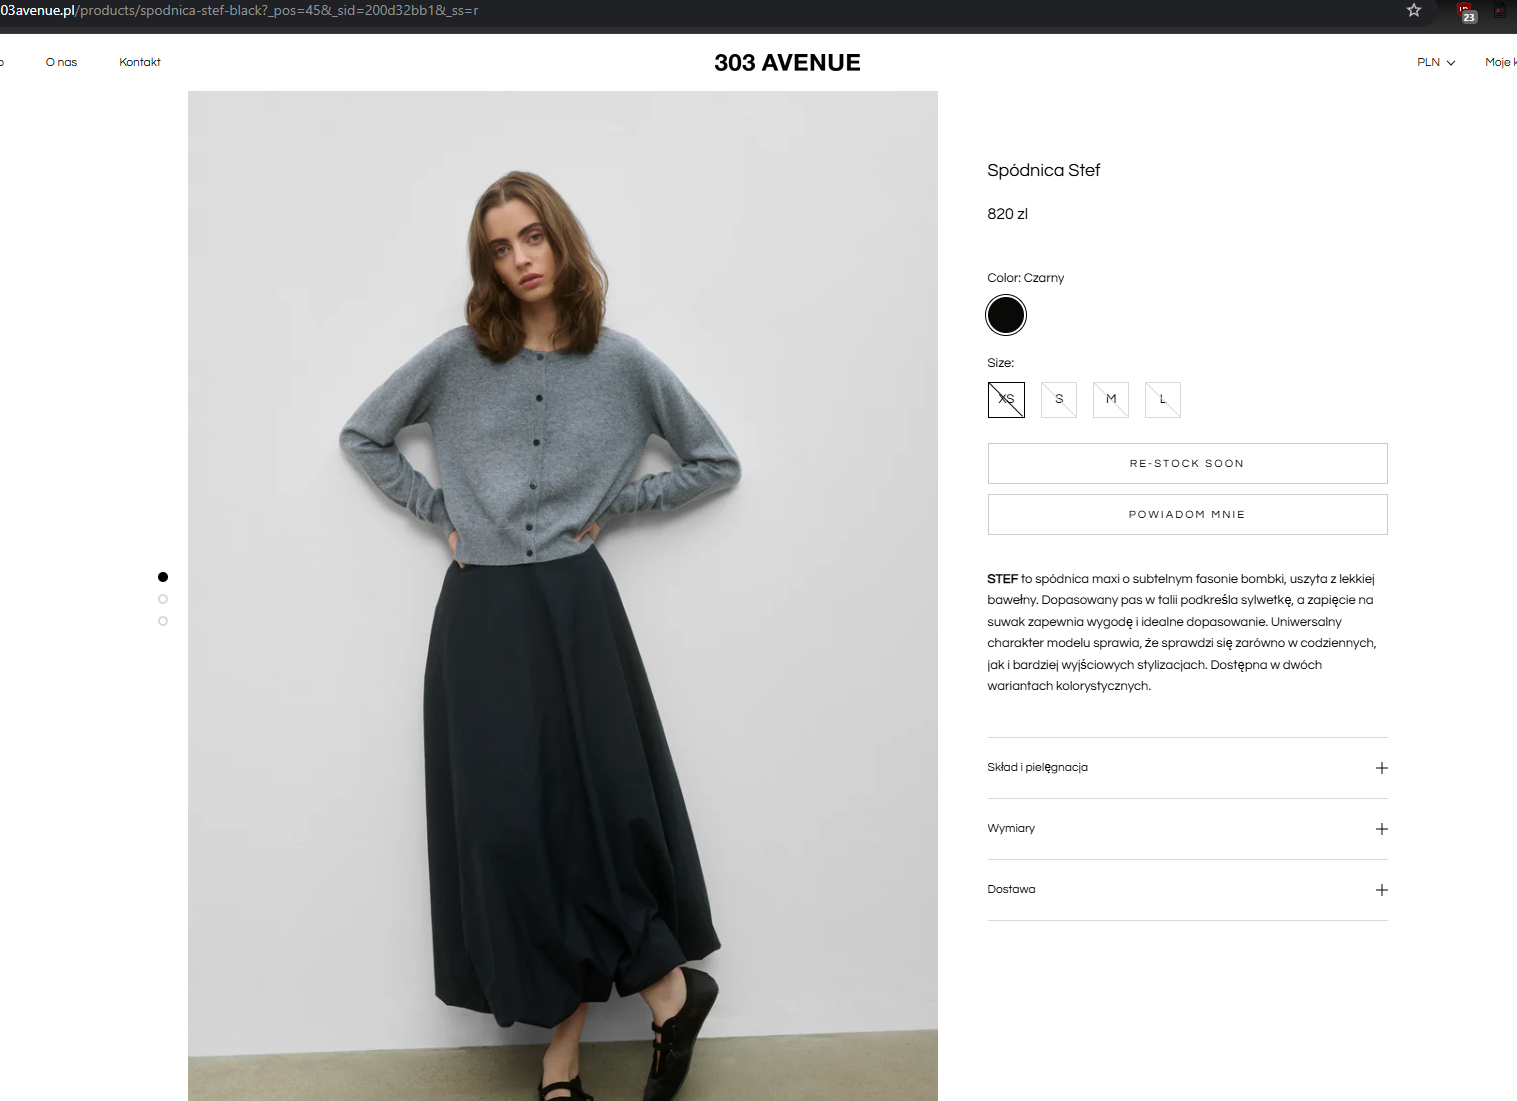 03avenue.pl/products/spodnica-stef-black?_pos=45&_sid=200d32bb1&_ss=r
23
O nas
Kontakt
303 AVENUE
PLN
Moje k
Spódnica Stef
820 zl
Color: Czarny
Size:
XS
S
M
L
RE-STOCK SOON
POWIADOM MNIE
STEF to spódnica maxi o subtelnym fasonie bombki, uszyta z lekkiej
bawełny. Dopasowany pas w talii podkreśla sylwetkę, a zapięcie na
suwak zapewnia wygodę i idealne dopasowanie. Uniwersalny
charakter modelu sprawia, że sprawdzi się zarówno w codziennych,
jak i bardziej wyjściowych stylizacjach. Dostępna w dwóch
wariantach kolorystycznych.
Skład i pielęgnacja
Wymiary
Dostawa